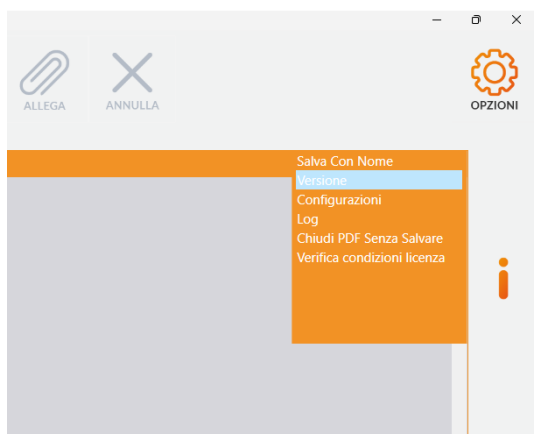 ALLEGA ANNULLA OPZIONI
Salva Con Nome
Versione
Configurazioni
Log
Chiudi PDF Senza Salvare
Verifica condizioni licenza